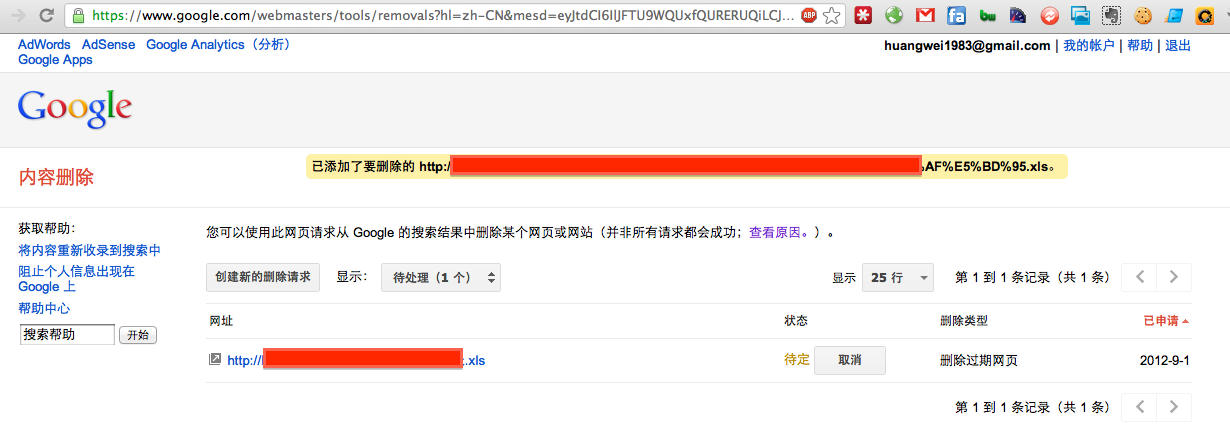 https://www.google.com/webmasters/tools/removals?hl=zh-CN&mesd=eyJtdCI6IlJFTU9WQUxfQURERUQiLCJ…
AdWords AdSense Google Analytics（分析）
Google Apps
huangwei1983@gmail.com | 我的帐户 | 帮助 | 退出
Google
内容删除
已添加了要删除的 http:/ AF%E5%BD%95.xls。
获取帮助：
将内容重新收录到搜索中
阻止个人信息出现在
Google 上
帮助中心
搜索帮助 开始
您可以使用此网页请求从 Google 的搜索结果中删除某个网页或网站（并非所有请求都会成功；查看原因。）。
创建新的删除请求 显示： 待处理（1 个） 显示 25 行 第 1 到 1 条记录（共 1 条）
网址 状态 删除类型 已申请
http:// .xls 待定 取消 删除过期网页 2012-9-1
第 1 到 1 条记录（共 1 条）